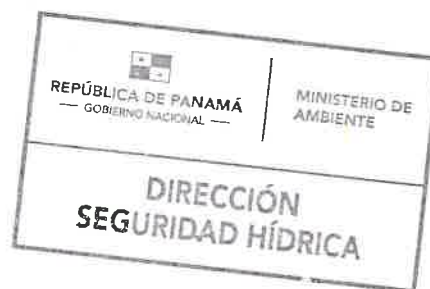 REPÚBLICA DE PANAMÁ
— GOBIERNO NACIONAL —
MINISTERIO DE
AMBIENTE
DIRECCIÓN
SEGURIDAD HÍDRICA